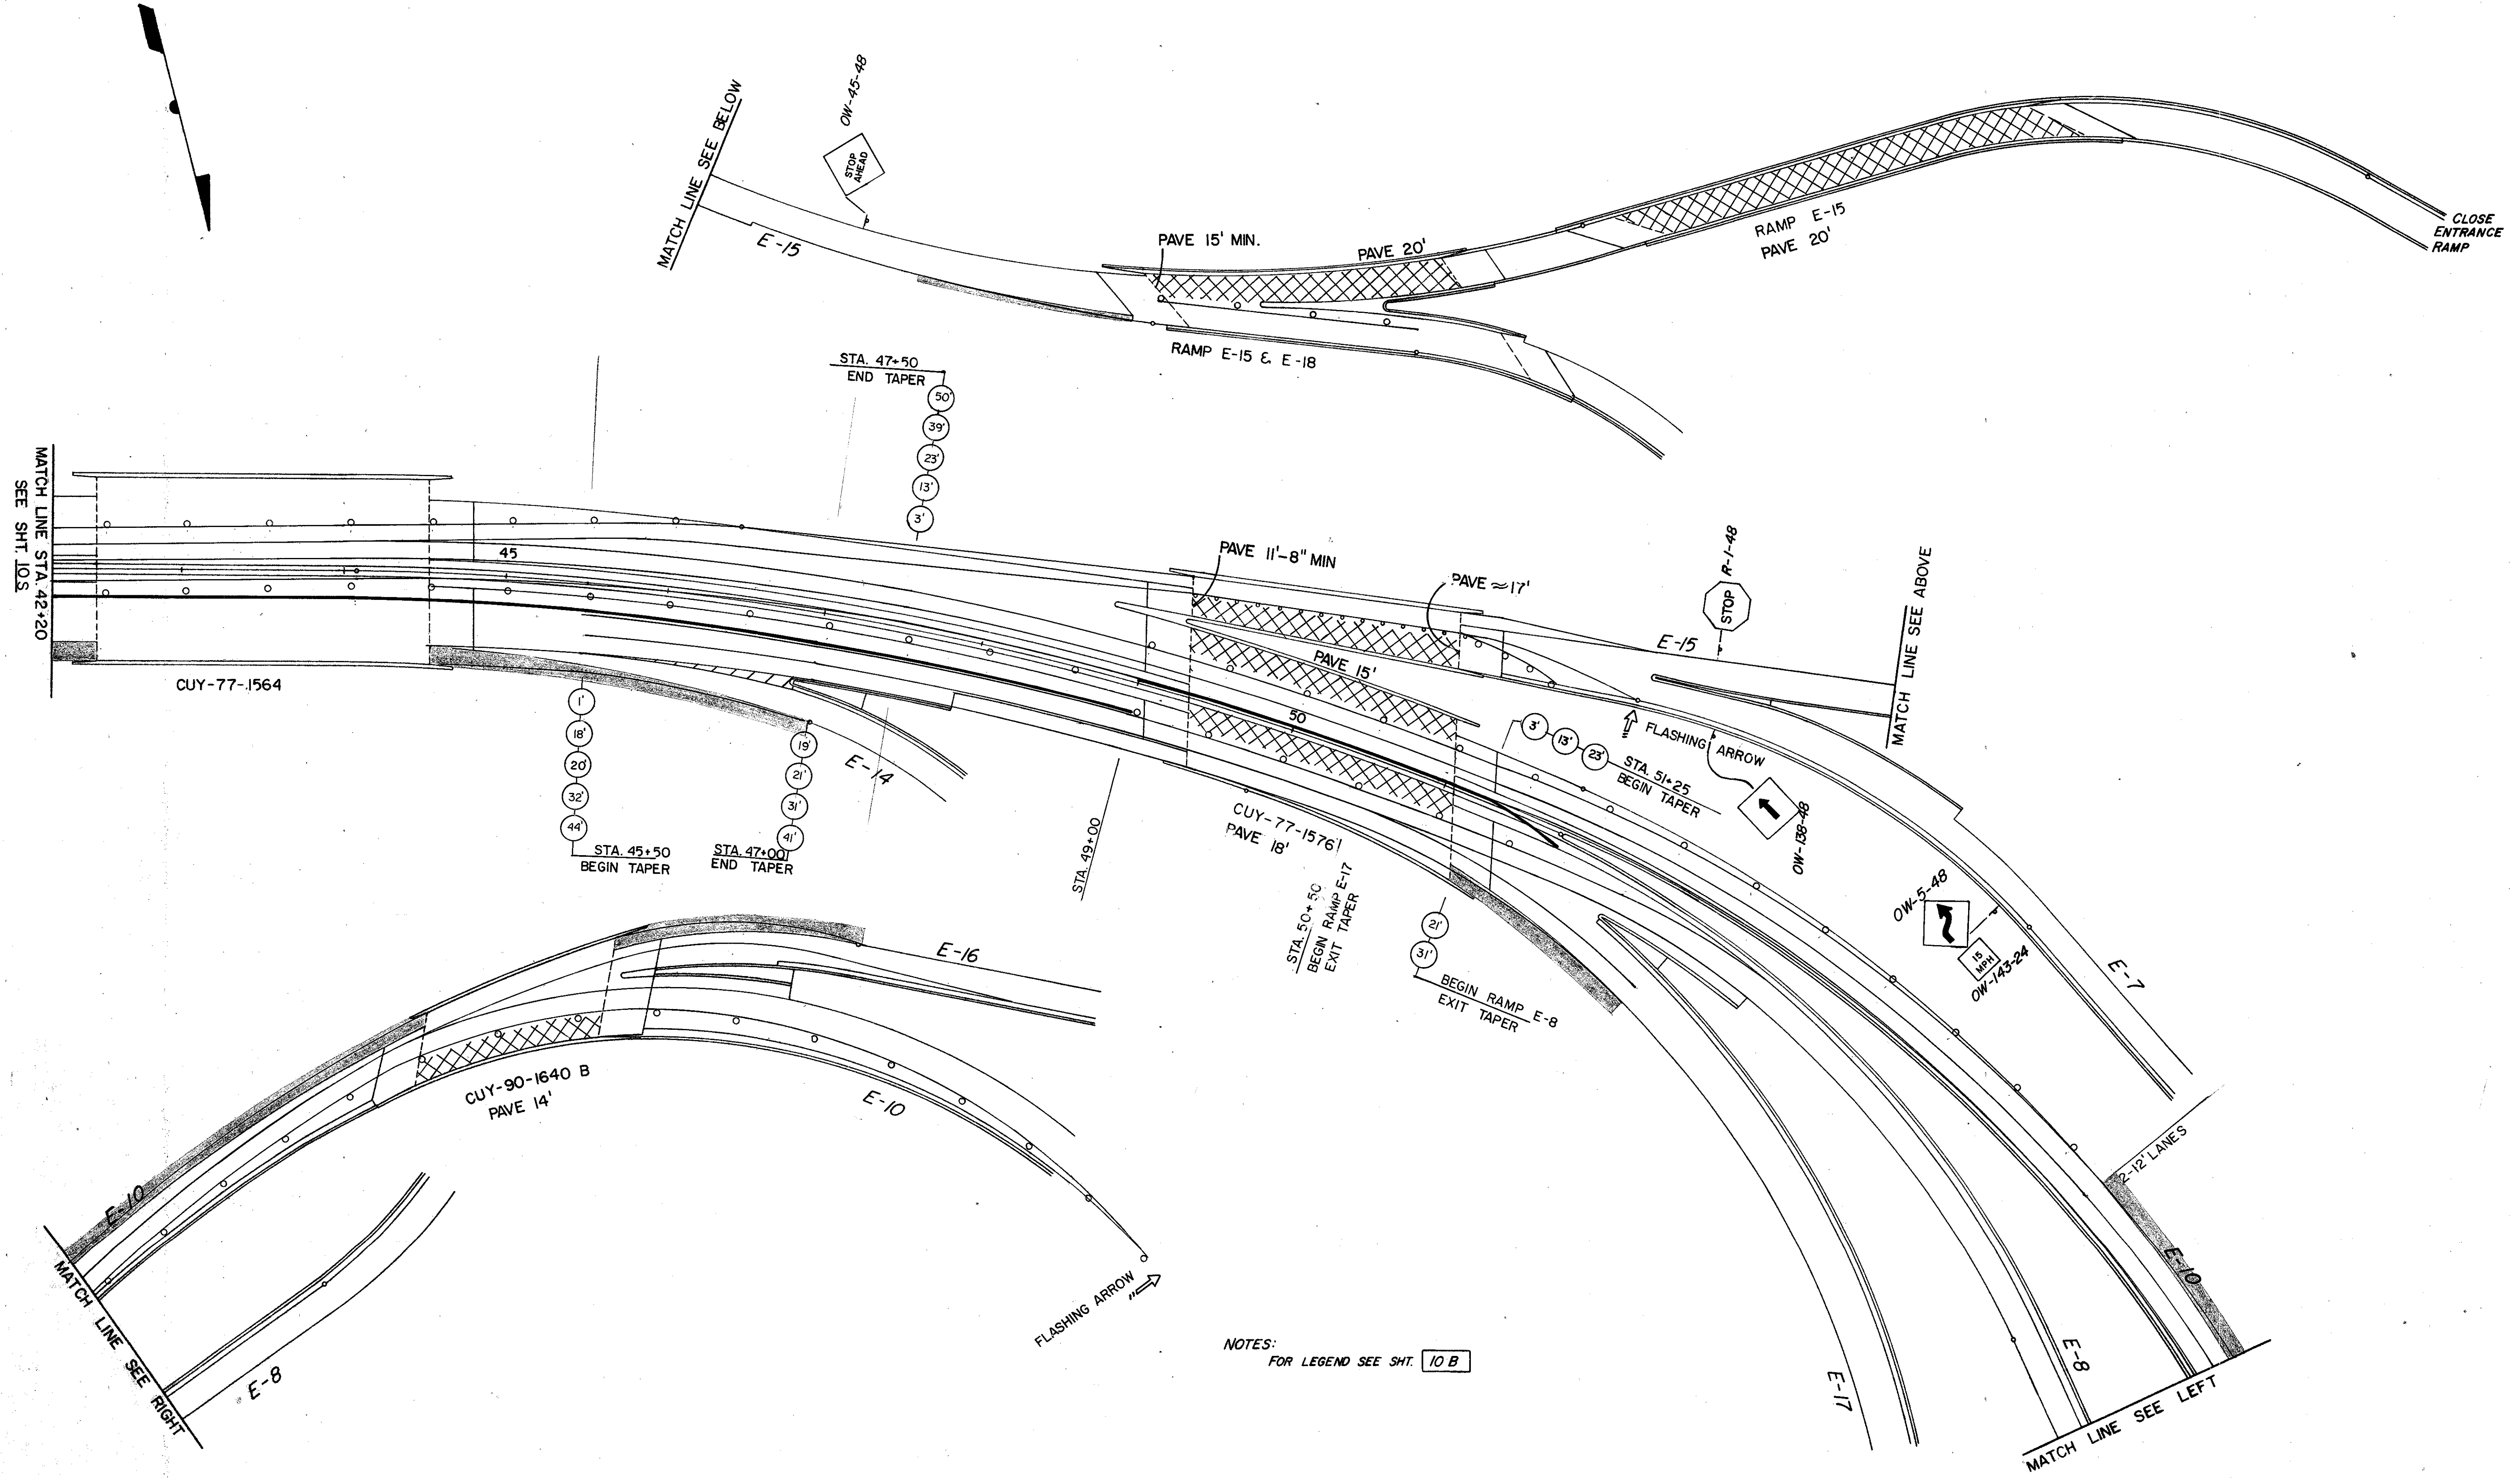 OW-45-48
STOP
AHEAD
MATCH LINE SEE BELOW
E-15
PAVE 15' MIN.
PAVE 20'
RAMP E-15
PAVE 20'
CLOSE
ENTRANCE
RAMP
RAMP E-15 & E-18
STA. 47+50
END TAPER
50'
39'
23'
13'
3'
MATCH LINE STA. 42+20
SEE SHT. 10S
45
CUY-77-1564
1'
18'
20'
32'
44'
STA. 45+50
BEGIN TAPER
19'
21'
31'
41'
STA. 47+00
END TAPER
E-14
STA. 49+00
PAVE 11'-8" MIN
PAVE ≈17'
PAVE 15'
50
R-1-48
STOP
E-15
MATCH LINE SEE ABOVE
FLASHING ARROW
3'
13'
23'
STA. 51+25
BEGIN TAPER
OW-138-48
CUY-77-1576
PAVE 18'
STA. 50+50
BEGIN RAMP E-17
EXIT TAPER
21'
31'
BEGIN RAMP E-8
EXIT TAPER
OW-5-48
15
MPH
OW-143-24
E-7
2-12' LANES
E-10
E-16
CUY-90-1640 B
PAVE 14'
E-10
E-10
MATCH LINE SEE RIGHT
E-8
FLASHING ARROW
NOTES:
FOR LEGEND SEE SHT. 10 B
E-17
E-8
MATCH LINE SEE LEFT